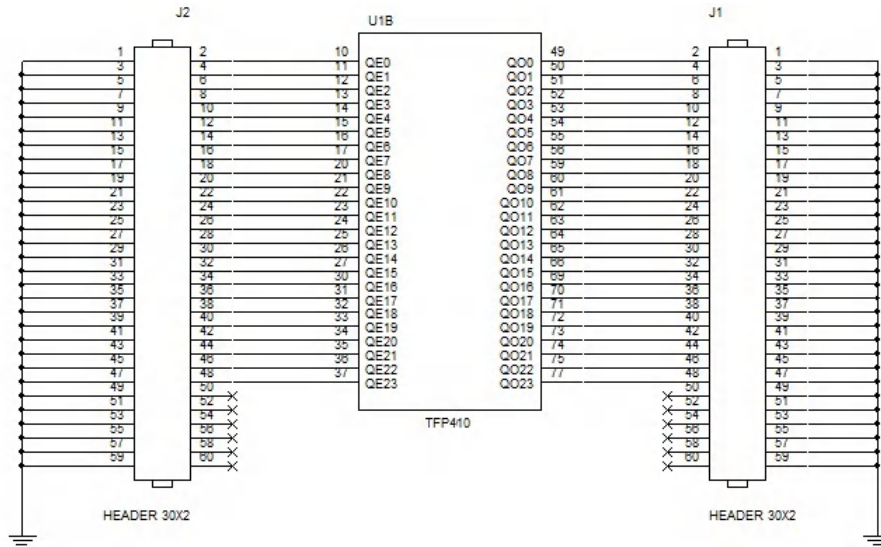 J2 U1B J1
1 2 10 QE0 QO0 49 2 1
3 4 11 QE1 QO1 50 4 3
5 6 12 QE2 QO2 51 6 5
7 8 13 QE3 QO3 52 8 7
9 10 14 QE4 QO4 53 10 9
11 12 15 QE5 QO5 54 12 11
13 14 16 QE6 QO6 55 14 13
15 16 17 QE7 QO7 56 16 15
17 18 20 QE8 QO8 59 18 17
19 20 21 QE9 QO9 60 20 19
21 22 22 QE10 QO10 61 22 21
23 24 23 QE11 QO11 62 24 23
25 26 24 QE12 QO12 63 26 25
27 28 25 QE13 QO13 64 28 27
29 30 26 QE14 QO14 65 30 29
31 32 27 QE15 QO15 66 32 31
33 34 30 QE16 QO16 69 34 33
35 36 31 QE17 QO17 70 36 35
37 38 32 QE18 QO18 71 38 37
39 40 33 QE19 QO19 72 40 39
41 42 34 QE20 QO20 73 42 41
43 44 35 QE21 QO21 74 44 43
45 46 36 QE22 QO22 75 46 45
47 48 37 QE23 QO23 77 48 47
49 50 50 49
51 52 52 51
53 54 54 53
55 56 56 55
57 58 58 57
59 60 60 59
TFP410
HEADER 30X2 HEADER 30X2